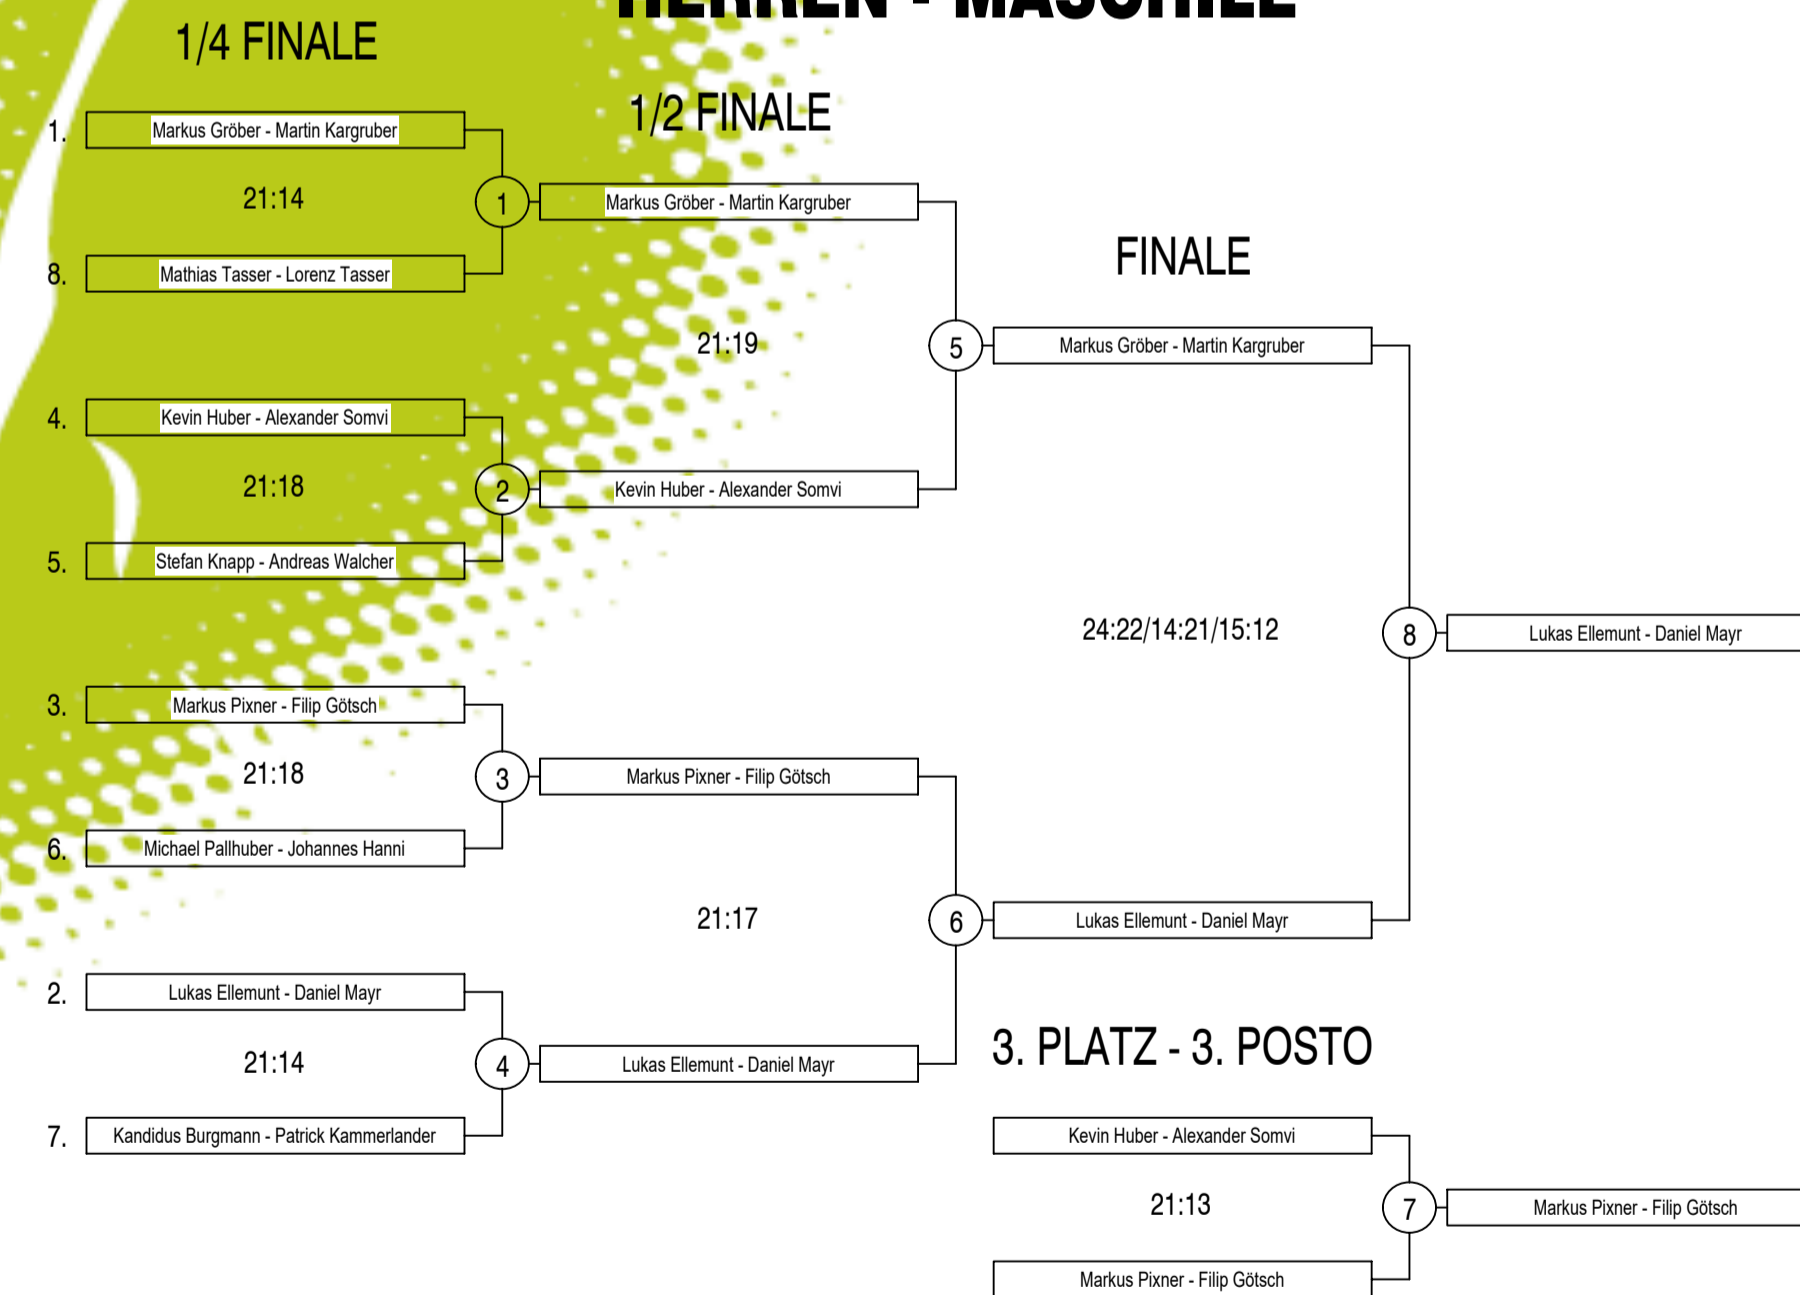 HERREN - MASCHILE
1/4 FINALE
1/2 FINALE
1. Markus Gröber - Martin Kargruber
21:14
1
Markus Gröber - Martin Kargruber
8. Mathias Tasser - Lorenz Tasser
FINALE
21:19
5
Markus Gröber - Martin Kargruber
4. Kevin Huber - Alexander Somvi
21:18
2
Kevin Huber - Alexander Somvi
5. Stefan Knapp - Andreas Walcher
24:22/14:21/15:12
8
Lukas Ellemunt - Daniel Mayr
3. Markus Pixner - Filip Götsch
21:18
3
Markus Pixner - Filip Götsch
6. Michael Pallhuber - Johannes Hanni
21:17
6
Lukas Ellemunt - Daniel Mayr
2. Lukas Ellemunt - Daniel Mayr
21:14
4
Lukas Ellemunt - Daniel Mayr
7. Kandidus Burgmann - Patrick Kammerlander
3. PLATZ - 3. POSTO
Kevin Huber - Alexander Somvi
21:13
7
Markus Pixner - Filip Götsch
Markus Pixner - Filip Götsch